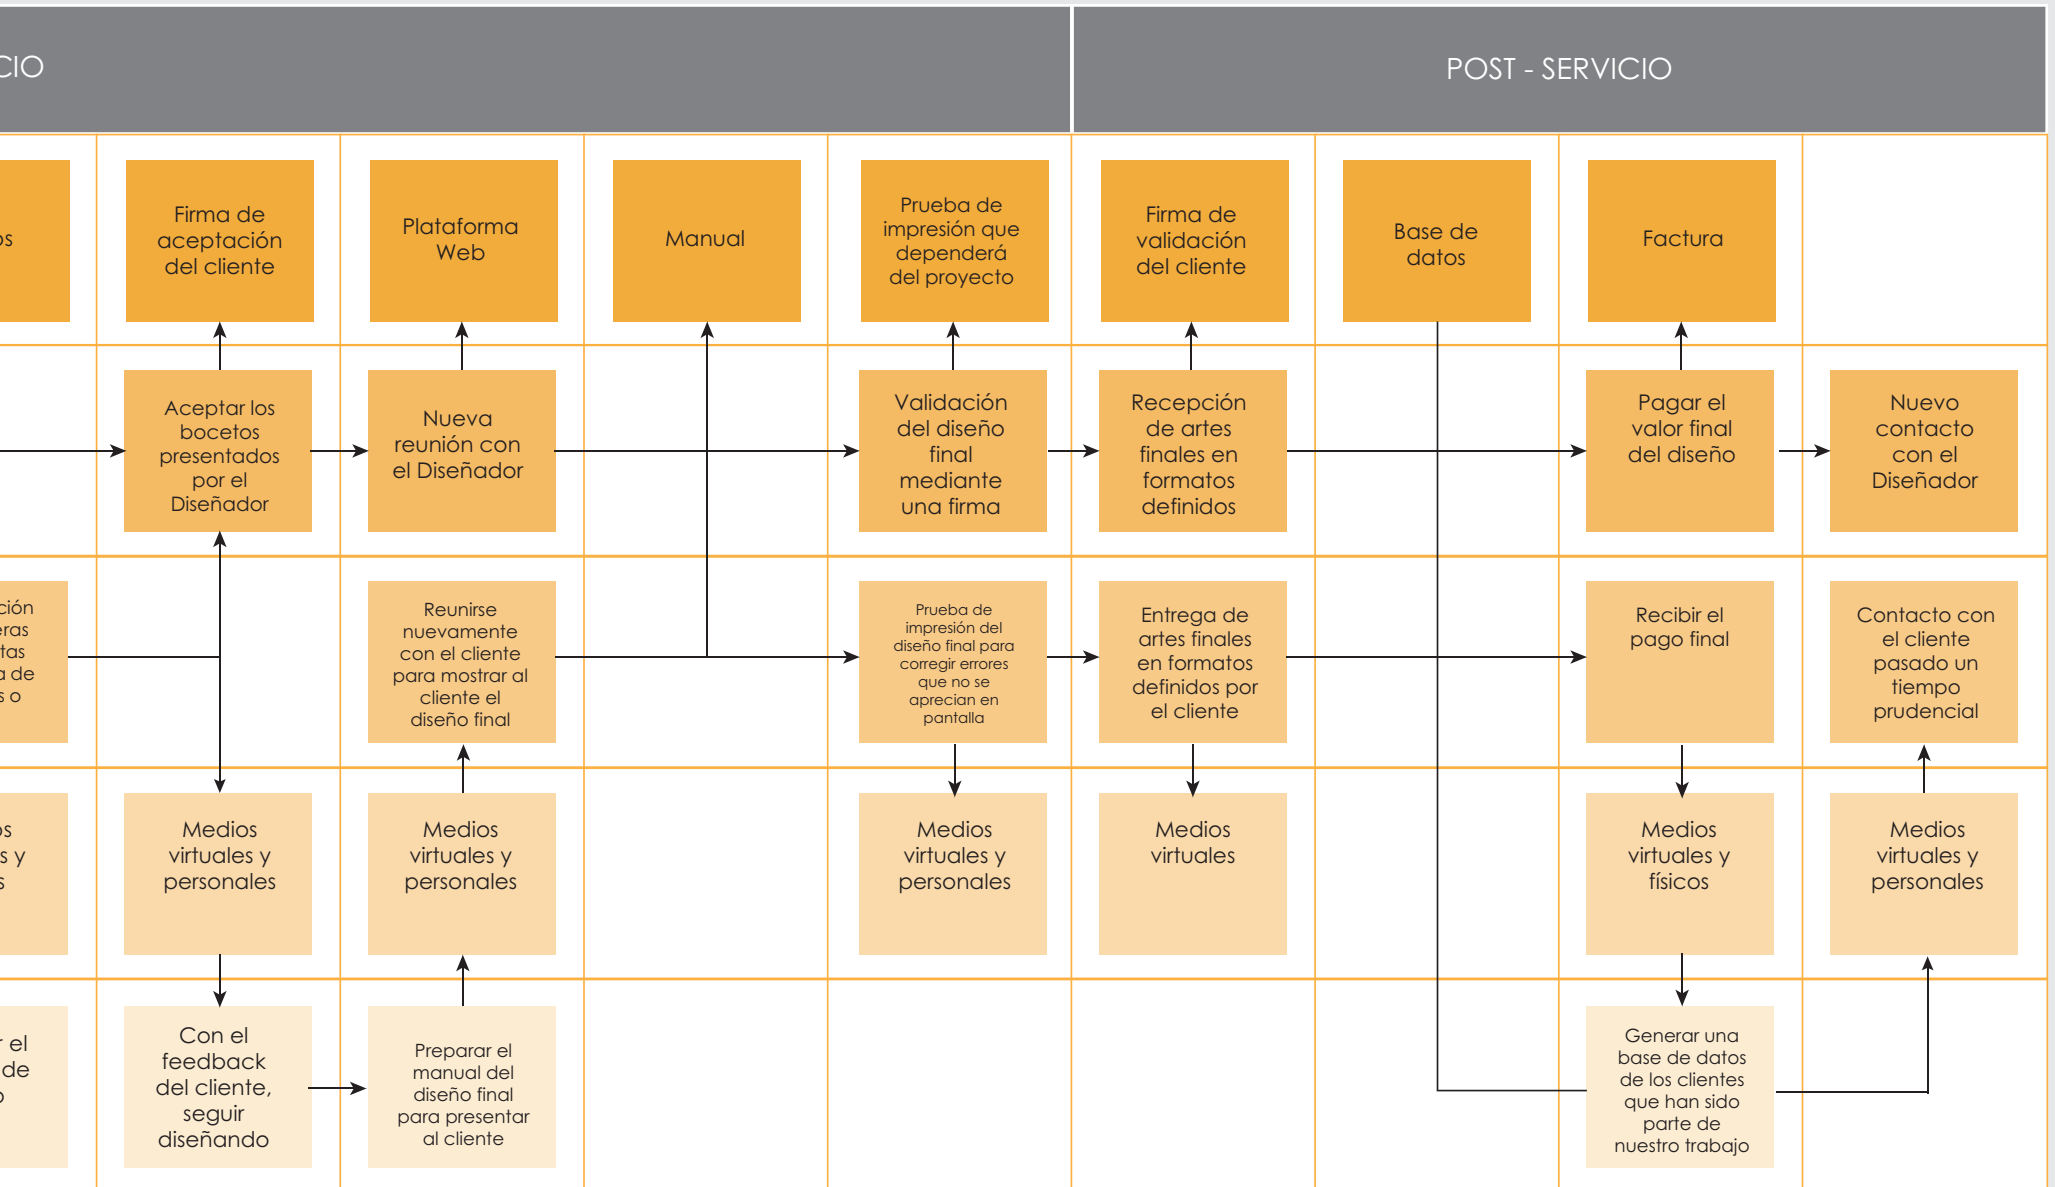 POST - SERVICIO
Firma de
aceptación
del cliente
Plataforma
Web
Manual
Prueba de
impresión que
dependerá
del proyecto
Firma de
validación
del cliente
Base de
datos
Factura
Aceptar los
bocetos
presentados
por el
Diseñador
Nueva
reunión con
el Diseñador
Validación
del diseño
final
mediante
una firma
Recepción
de artes
finales en
formatos
definidos
Pagar el
valor final
del diseño
Nuevo
contacto
con el
Diseñador
Reunirse
nuevamente
con el cliente
para mostrar al
cliente el
diseño final
Prueba de
impresión del
diseño final para
corregir errores
que no se
aprecian en
pantalla
Entrega de
artes finales
en formatos
definidos por
el cliente
Recibir el
pago final
Contacto con
el cliente
pasado un
tiempo
prudencial
Medios
virtuales y
personales
Medios
virtuales y
personales
Medios
virtuales y
personales
Medios
virtuales
Medios
virtuales y
físicos
Medios
virtuales y
personales
el
de
Con el
feedback
del cliente,
seguir
diseñando
Preparar el
manual del
diseño final
para presentar
al cliente
Generar una
base de datos
de los clientes
que han sido
parte de
nuestro trabajo